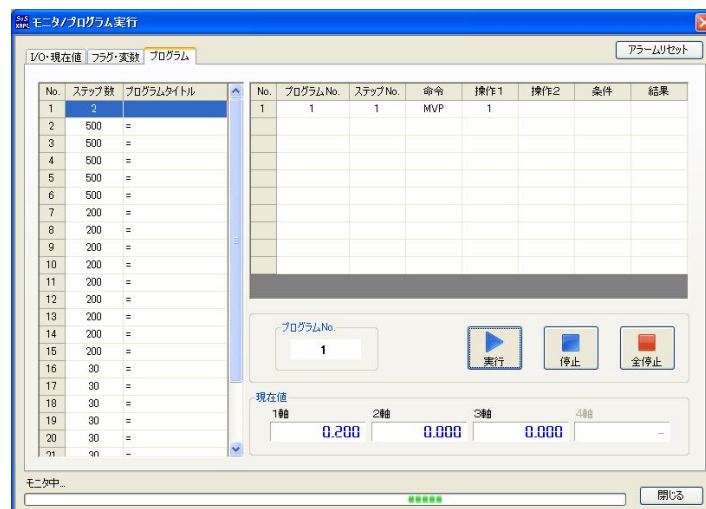 モニタ/プログラム実行
I/O・現在値 フラグ・変数 プログラム
アラームリセット
No. ステップ数 プログラムタイトル
1 2
2 500 =
3 500 =
4 500 =
5 500 =
6 500 =
7 200 =
8 200 =
9 200 =
10 200 =
11 200 =
12 200 =
13 200 =
14 200 =
15 200 =
16 30 =
17 30 =
18 30 =
19 30 =
20 30 =
21 30 =
No. プログラムNo. ステップNo. 命令 操作1 操作2 条件 結果
1 1 1 MVP 1
プログラムNo.
1
実行 停止 全停止
現在値
1軸 2軸 3軸 4軸
0.200 0.000 0.000 –
モニタ中...
閉じる